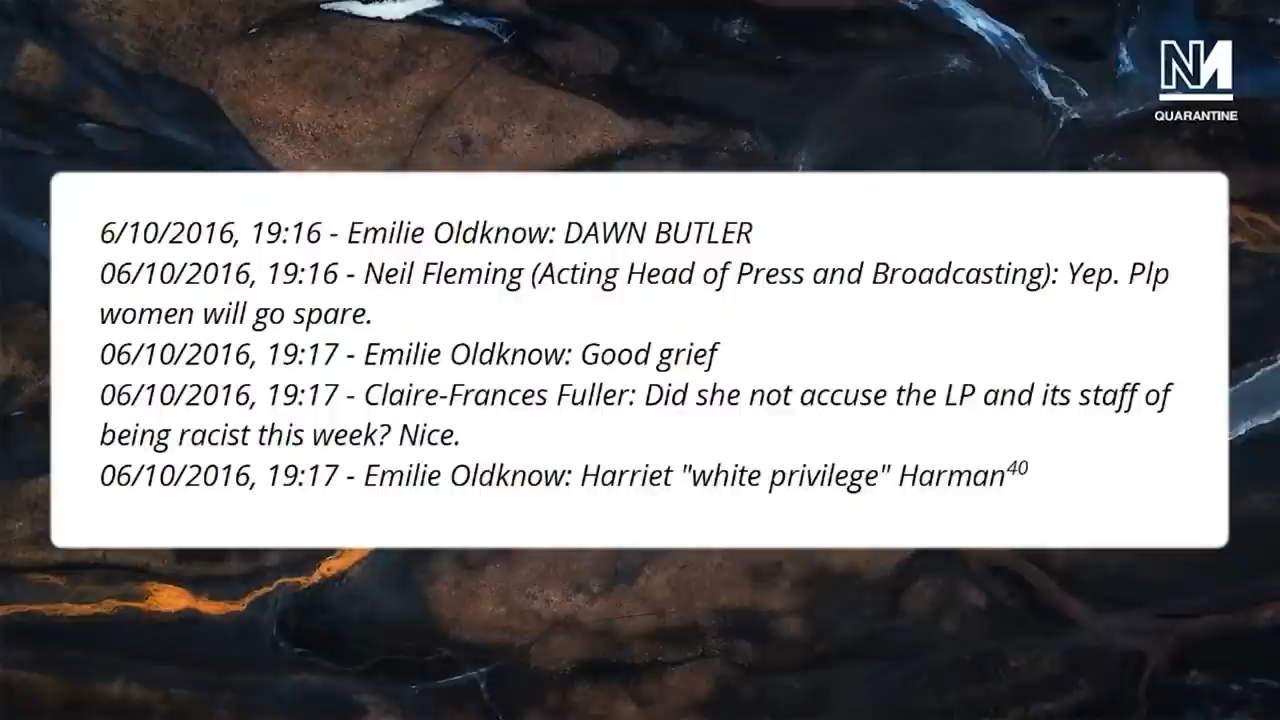 NM
QUARANTINE
6/10/2016, 19:16 - Emilie Oldknow: DAWN BUTLER
06/10/2016, 19:16 - Neil Fleming (Acting Head of Press and Broadcasting): Yep. Plp
women will go spare.
06/10/2016, 19:17 - Emilie Oldknow: Good grief
06/10/2016, 19:17 - Claire-Frances Fuller: Did she not accuse the LP and its staff of
being racist this week? Nice.
06/10/2016, 19:17 - Emilie Oldknow: Harriet "white privilege" Harman⁴⁰